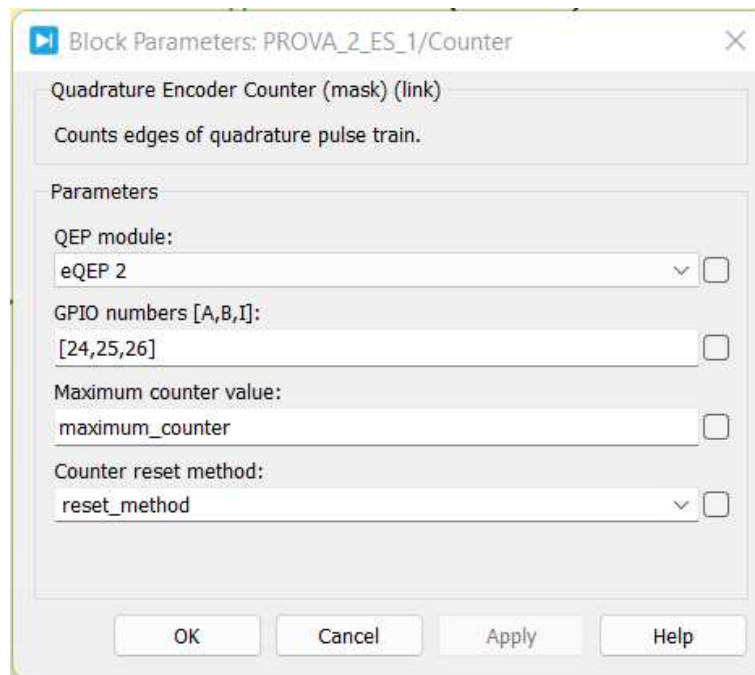 Block Parameters: PROVA_2_ES_1/Counter
Quadrature Encoder Counter (mask) (link)
Counts edges of quadrature pulse train.
Parameters
QEP module:
eQEP 2
GPIO numbers [A,B,I]:
[24,25,26]
Maximum counter value:
maximum_counter
Counter reset method:
reset_method
OK Cancel Apply Help